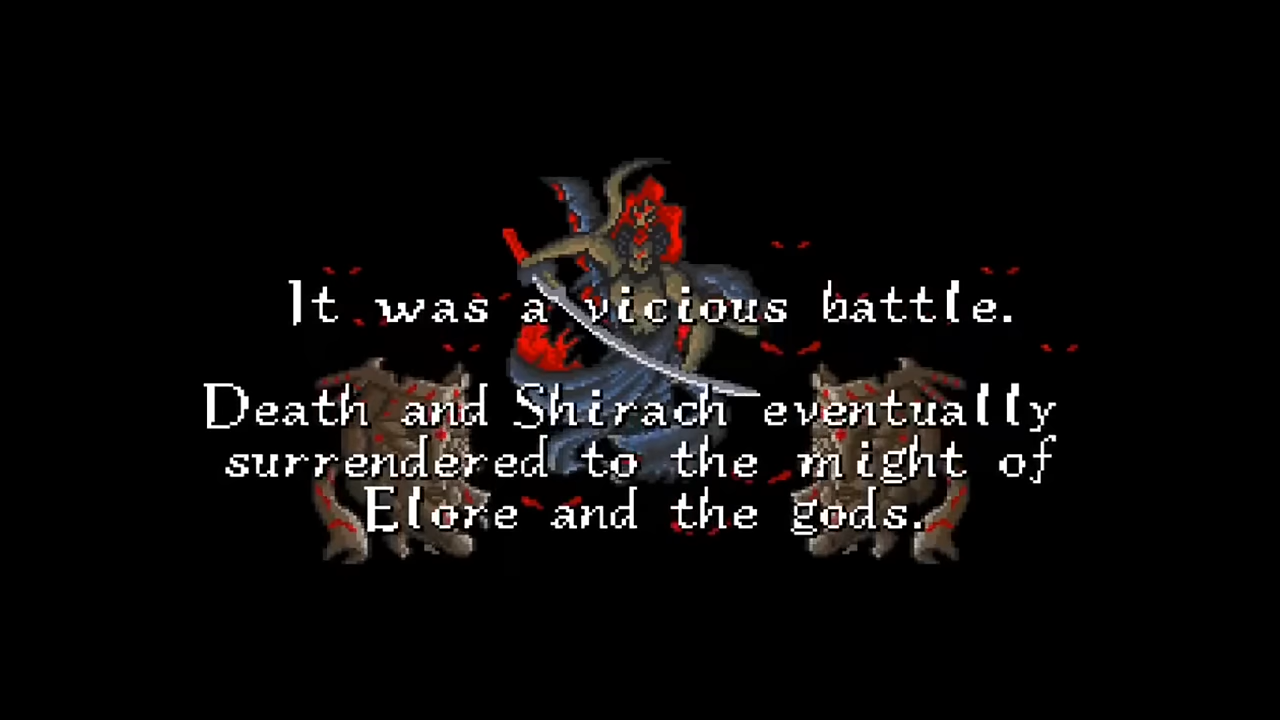 It was a vicious battle.
Death and Shirach eventually
surrendered to the might of
Elore and the gods.